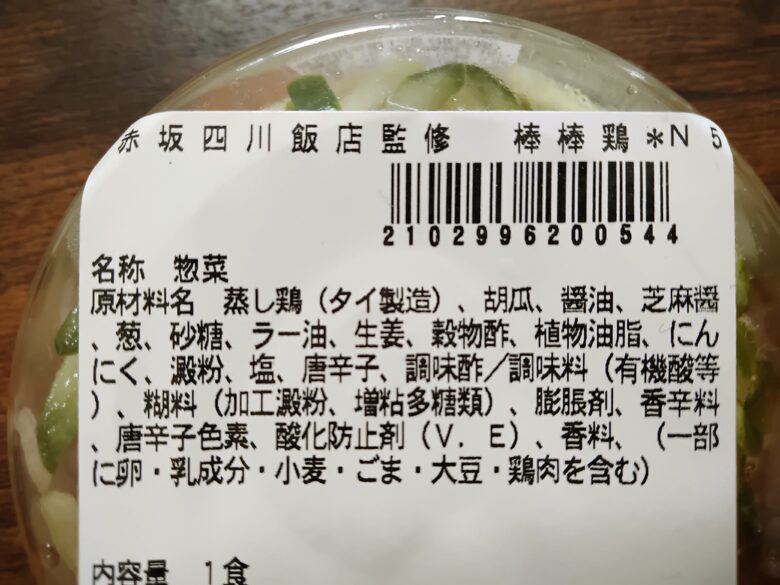 赤坂四川飯店監修 棒棒鶏*N 5
2102996200544
名称 惣菜
原材料名 蒸し鶏（タイ製造）、胡瓜、醤油、芝麻醤
、葱、砂糖、ラー油、生姜、穀物酢、植物油脂、にん
にく、澱粉、塩、唐辛子、調味酢／調味料（有機酸等
）、糊料（加工澱粉、増粘多糖類）、膨脹剤、香辛料
、唐辛子色素、酸化防止剤（V．E）、香料、（一部
に卵・乳成分・小麦・ごま・大豆・鶏肉を含む）
内容量 1食